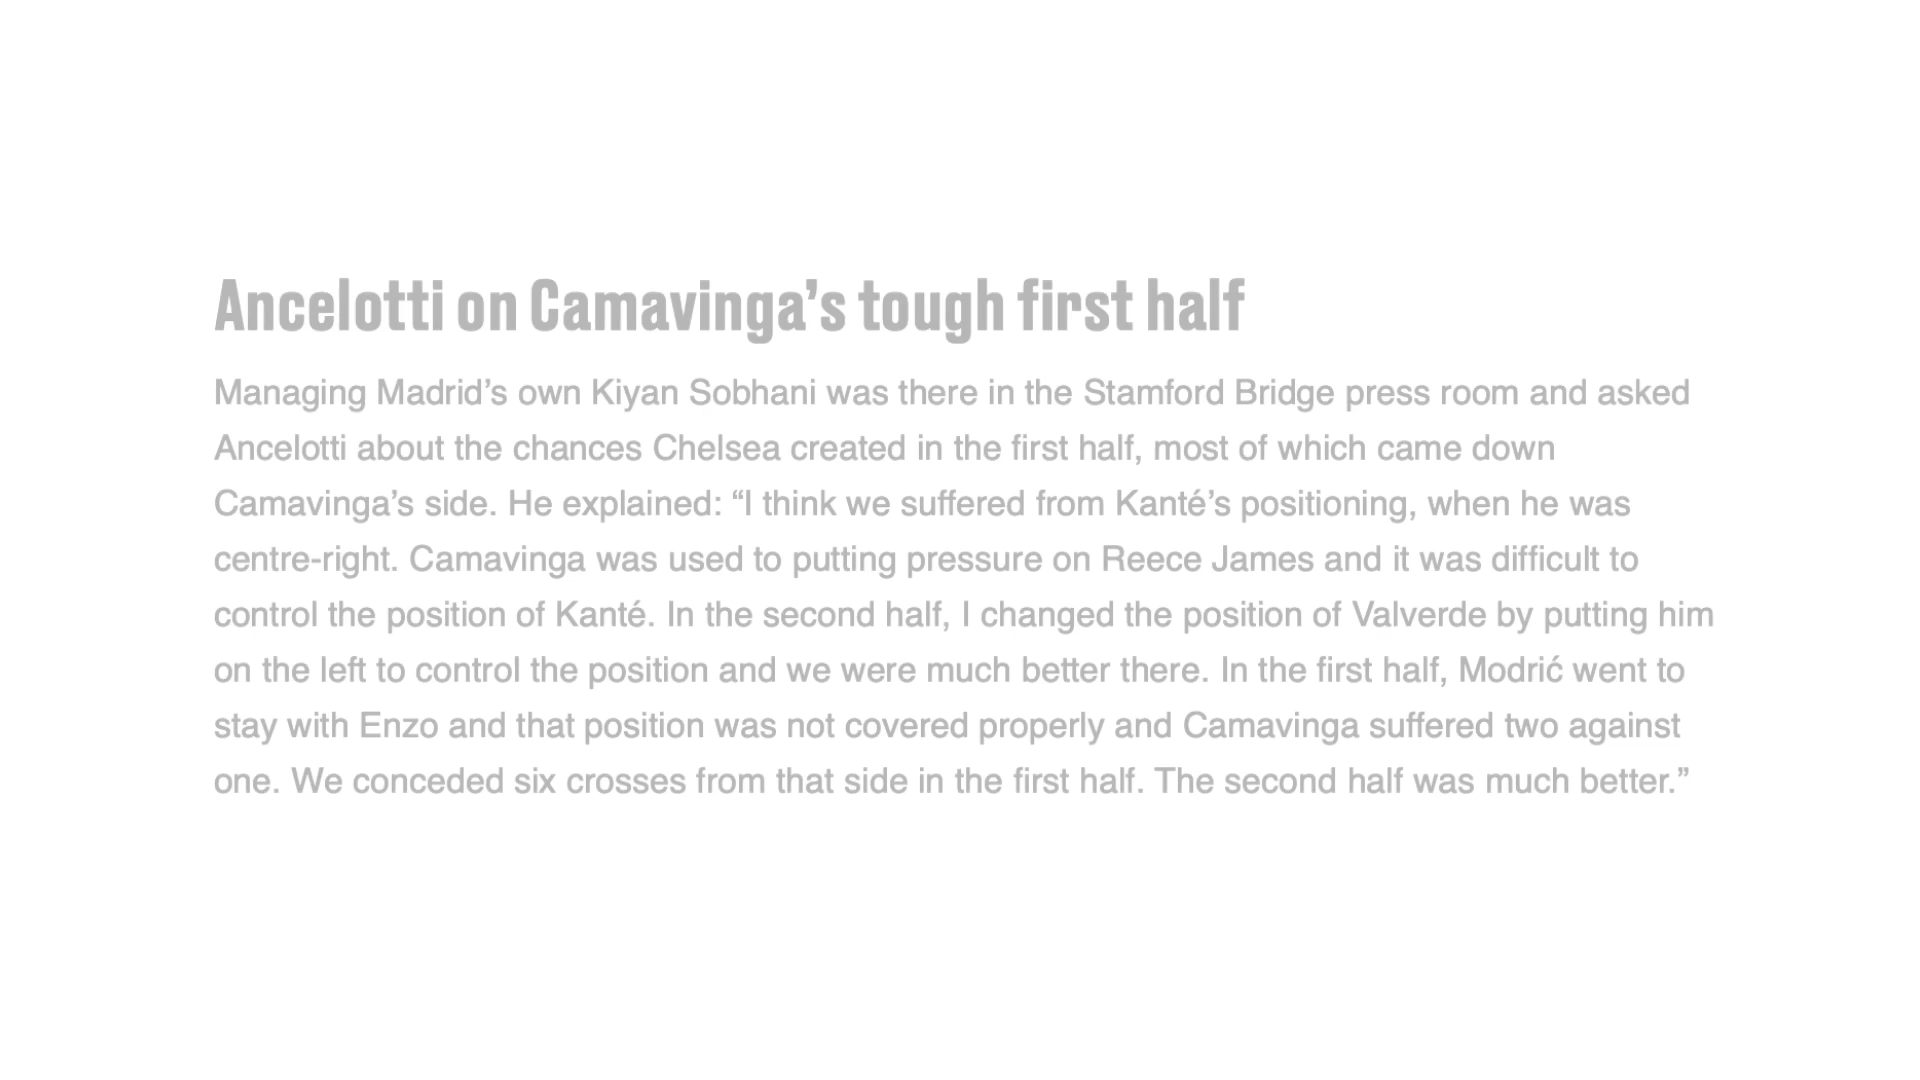 Ancelotti on Camavinga’s tough first half
Managing Madrid’s own Kiyan Sobhani was there in the Stamford Bridge press room and asked
Ancelotti about the chances Chelsea created in the first half, most of which came down
Camavinga’s side. He explained: “I think we suffered from Kanté’s positioning, when he was
centre-right. Camavinga was used to putting pressure on Reece James and it was difficult to
control the position of Kanté. In the second half, I changed the position of Valverde by putting him
on the left to control the position and we were much better there. In the first half, Modrić went to
stay with Enzo and that position was not covered properly and Camavinga suffered two against
one. We conceded six crosses from that side in the first half. The second half was much better.”